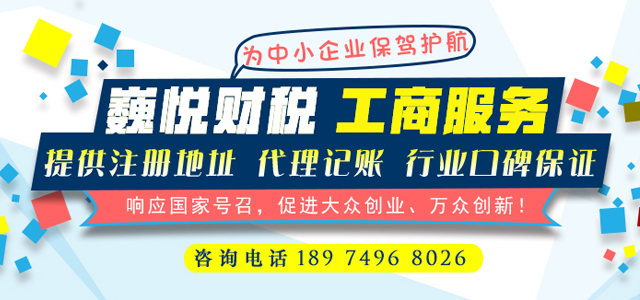 为中小企业保驾护航
巍悦财税 工商服务
提供注册地址 代理记账 行业口碑保证
响应国家号召，促进大众创业、万众创新！
咨询电话 189 7496 8026